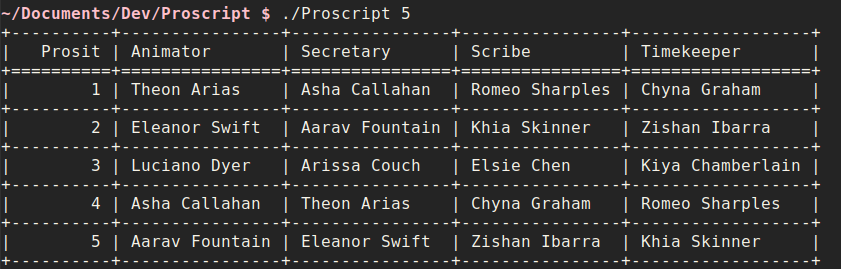 ~/Documents/Dev/Proscript $ ./Proscript 5
+----------+----------------+----------------+----------------+------------------+
|   Prosit | Animator       | Secretary      | Scribe         | Timekeeper       |
+==========+================+================+================+==================+
|        1 | Theon Arias    | Asha Callahan  | Romeo Sharples | Chyna Graham     |
+----------+----------------+----------------+----------------+------------------+
|        2 | Eleanor Swift  | Aarav Fountain | Khia Skinner   | Zishan Ibarra    |
+----------+----------------+----------------+----------------+------------------+
|        3 | Luciano Dyer   | Arissa Couch   | Elsie Chen     | Kiya Chamberlain |
+----------+----------------+----------------+----------------+------------------+
|        4 | Asha Callahan  | Theon Arias    | Chyna Graham   | Romeo Sharples   |
+----------+----------------+----------------+----------------+------------------+
|        5 | Aarav Fountain | Eleanor Swift  | Zishan Ibarra  | Khia Skinner     |
+----------+----------------+----------------+----------------+------------------+